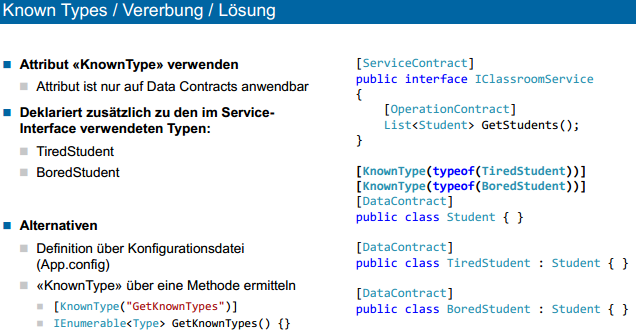 Known Types / Vererbung / Lösung
Attribut «KnownType» verwenden
Attribut ist nur auf Data Contracts anwendbar
Deklariert zusätzlich zu den im Service-
Interface verwendeten Typen:
TiredStudent
BoredStudent
Alternativen
Definition über Konfigurationsdatei
(App.config)
«KnownType» über eine Methode ermitteln
[KnownType("GetKnownTypes")]
IEnumerable<Type> GetKnownTypes() {}
[ServiceContract]
public interface IClassroomService
{
[OperationContract]
List<Student> GetStudents();
}
[KnownType(typeof(TiredStudent))]
[KnownType(typeof(BoredStudent))]
[DataContract]
public class Student { }
[DataContract]
public class TiredStudent : Student { }
[DataContract]
public class BoredStudent : Student { }